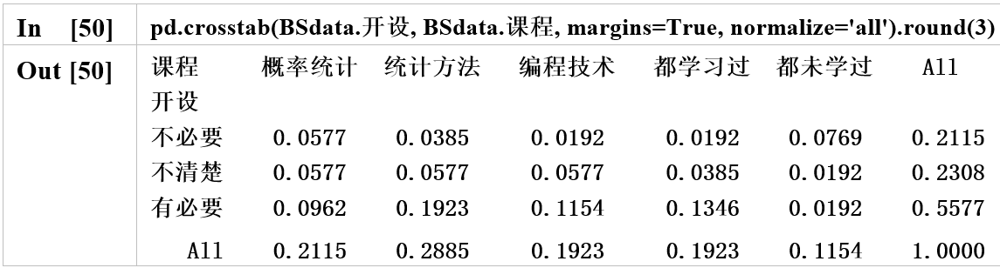 In [50] pd.crosstab(BSdata.开设, BSdata.课程, margins=True, normalize='all').round(3)
Out [50] 课程 概率统计 统计方法 编程技术 都学习过 都未学过 All
开设
不必要 0.0577 0.0385 0.0192 0.0192 0.0769 0.2115
不清楚 0.0577 0.0577 0.0577 0.0385 0.0192 0.2308
有必要 0.0962 0.1923 0.1154 0.1346 0.0192 0.5577
All 0.2115 0.2885 0.1923 0.1923 0.1154 1.0000